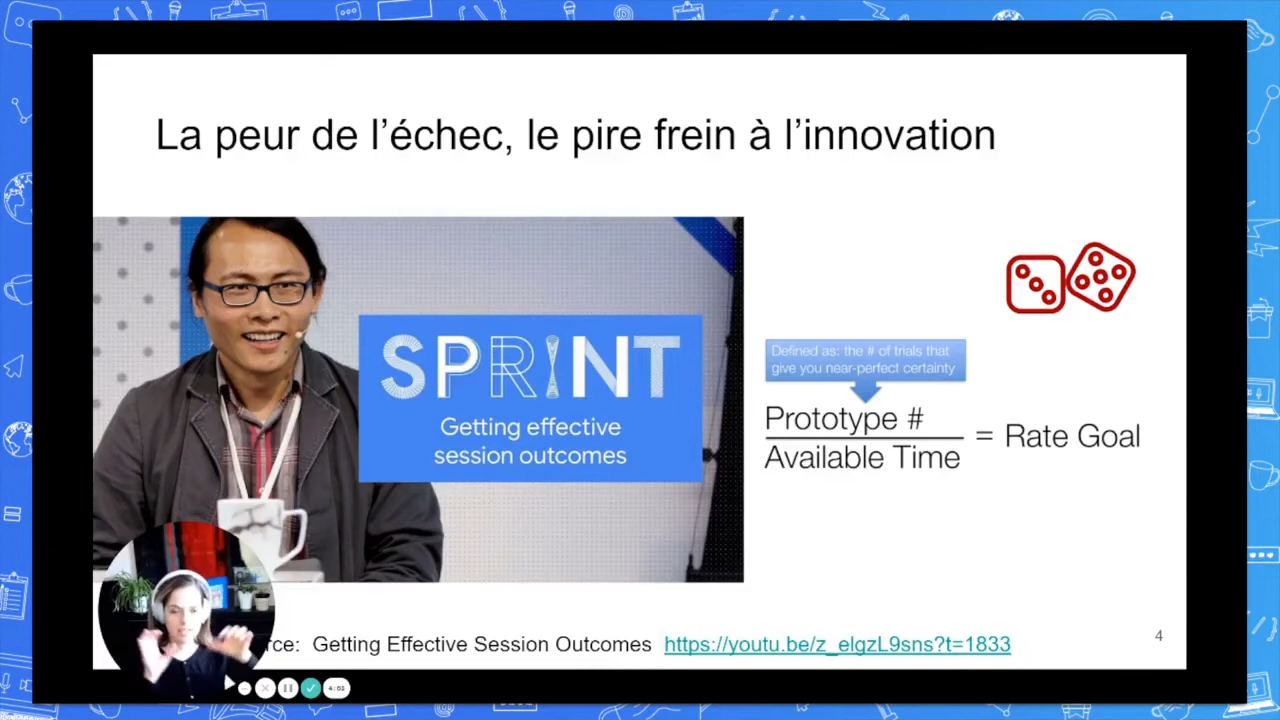 La peur de l’échec, le pire frein à l’innovation
SPRINT
Getting effective
session outcomes
Defined as: the # of trials that
give you near-perfect certainty
Prototype #
Available Time
= Rate Goal
rce: Getting Effective Session Outcomes https://youtu.be/z_elgzL9sns?t=1833
4